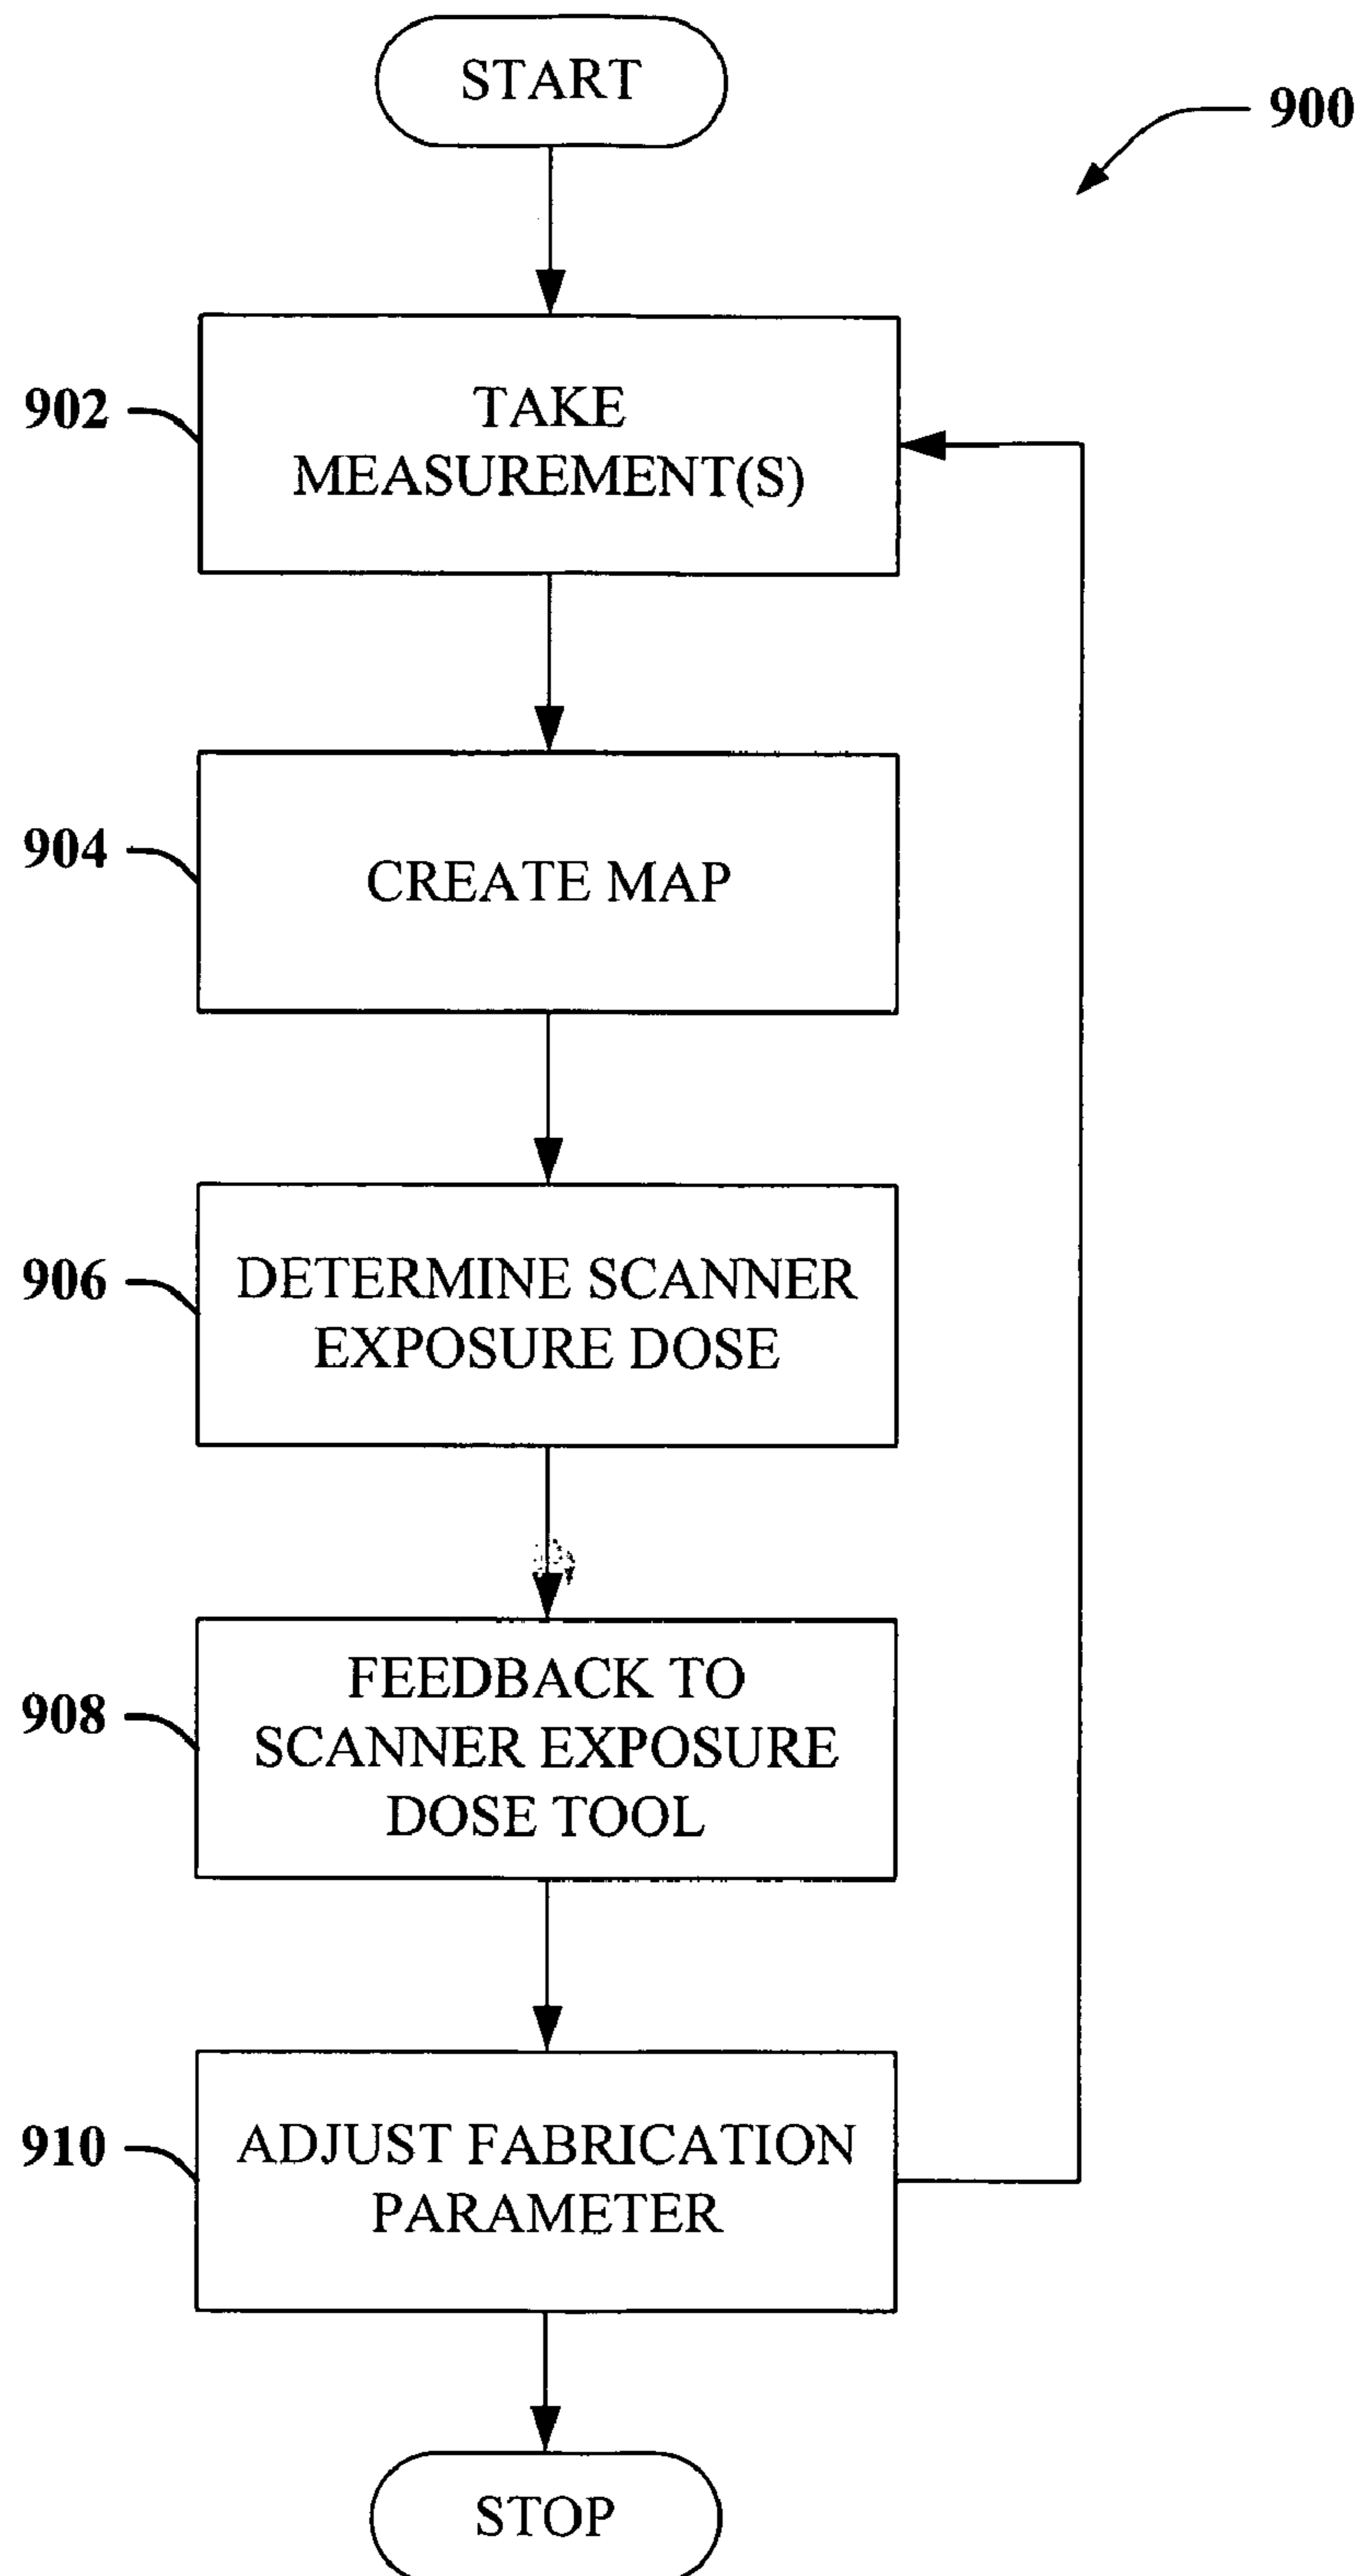 START
900
902
TAKE
MEASUREMENT(S)
904
CREATE MAP
906
DETERMINE SCANNER
EXPOSURE DOSE
908
FEEDBACK TO
SCANNER EXPOSURE
DOSE TOOL
910
ADJUST FABRICATION
PARAMETER
STOP